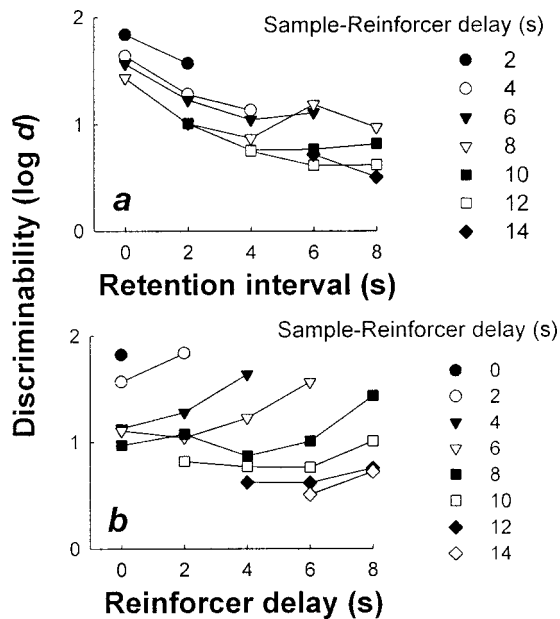 Discriminability (log d)
Sample-Reinforcer delay (s)
2
4
6
8
10
12
14
2
1
0
a
0 2 4 6 8
Retention interval (s)
Sample-Reinforcer delay (s)
0
2
4
6
8
10
12
14
2
1
0
b
0 2 4 6 8
Reinforcer delay (s)